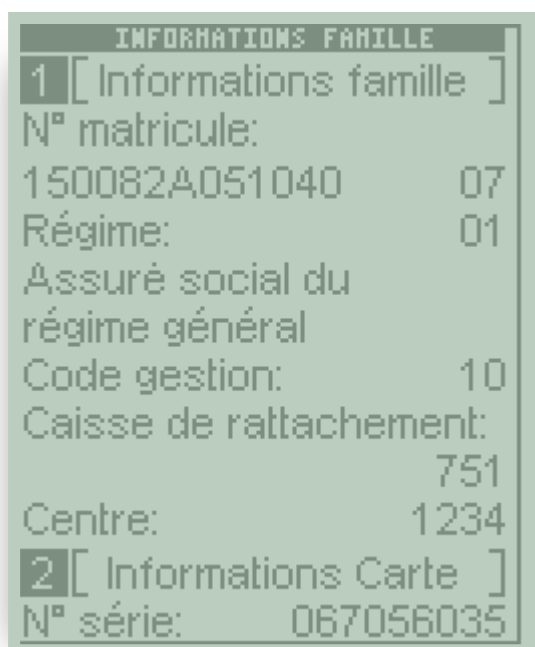 INFORMATIONS FAMILLE
1 [ Informations famille ]
N° matricule:
150082A051040 07
Régime: 01
Assuré social du
régime général
Code gestion: 10
Caisse de rattachement:
751
Centre: 1234
2 [ Informations Carte ]
N° série: 067056035